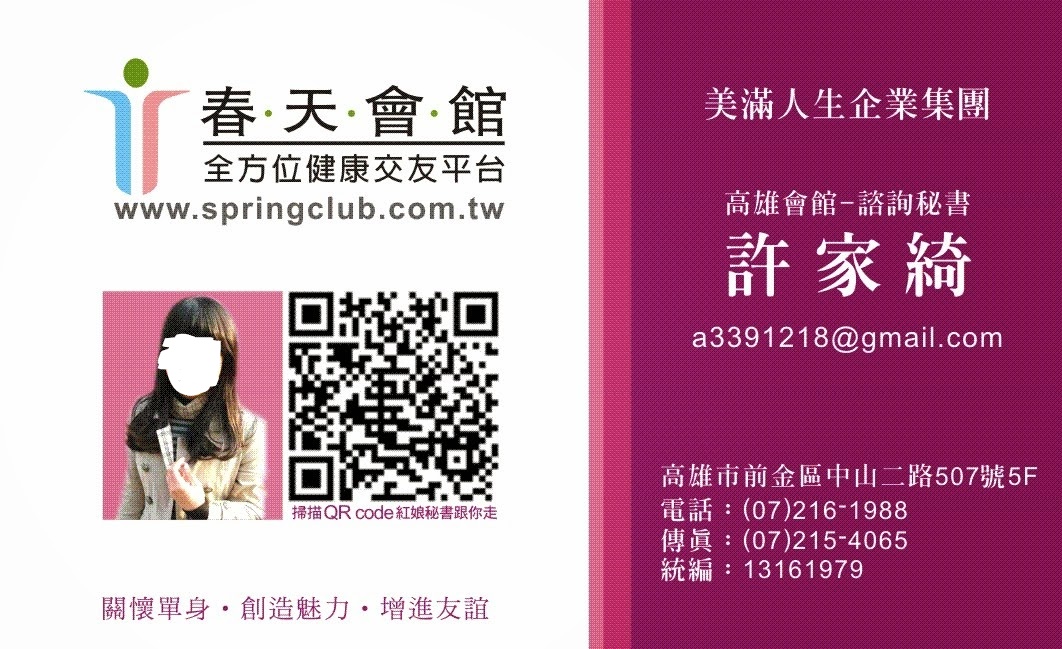 春·天·會·館
全方位健康交友平台
www.springclub.com.tw
掃描QR code紅娘秘書跟你走
關懷單身·創造魅力·增進友誼
美滿人生企業集團
高雄會館-諮詢秘書
許家綺
a3391218@gmail.com
高雄市前金區中山二路507號5F
電話：(07)216-1988
傳真：(07)215-4065
統編：13161979